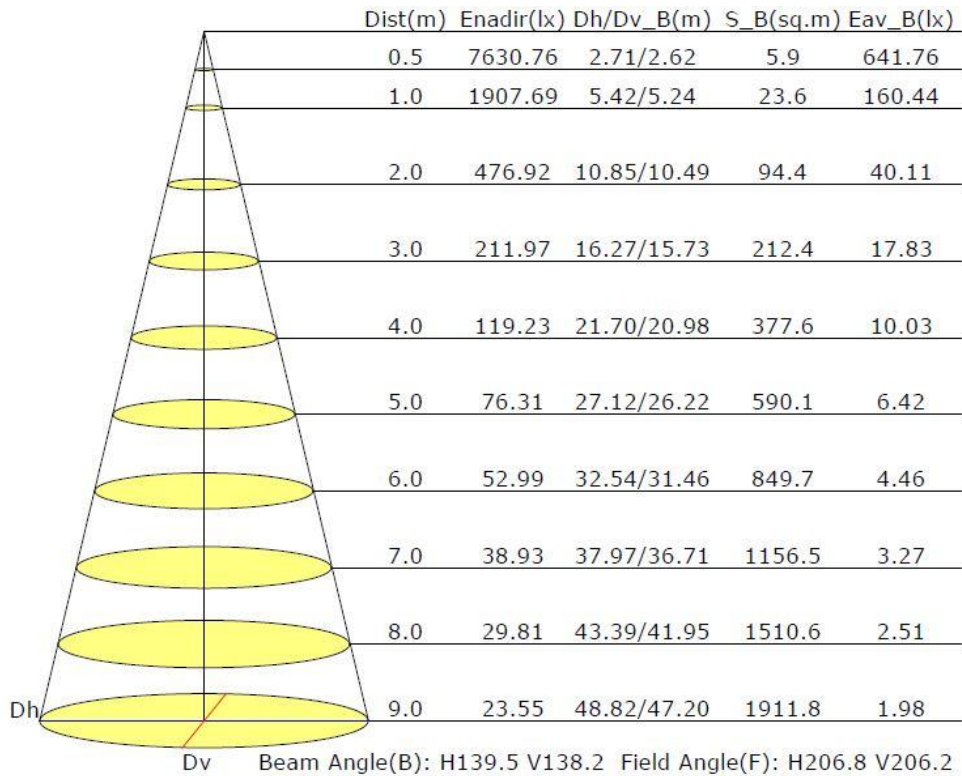 Dist(m) Enadir(lx) Dh/Dv_B(m) S_B(sq.m) Eav_B(lx)
0.5 7630.76 2.71/2.62 5.9 641.76
1.0 1907.69 5.42/5.24 23.6 160.44
2.0 476.92 10.85/10.49 94.4 40.11
3.0 211.97 16.27/15.73 212.4 17.83
4.0 119.23 21.70/20.98 377.6 10.03
5.0 76.31 27.12/26.22 590.1 6.42
6.0 52.99 32.54/31.46 849.7 4.46
7.0 38.93 37.97/36.71 1156.5 3.27
8.0 29.81 43.39/41.95 1510.6 2.51
Dh 9.0 23.55 48.82/47.20 1911.8 1.98
Dv Beam Angle(B): H139.5 V138.2 Field Angle(F): H206.8 V206.2